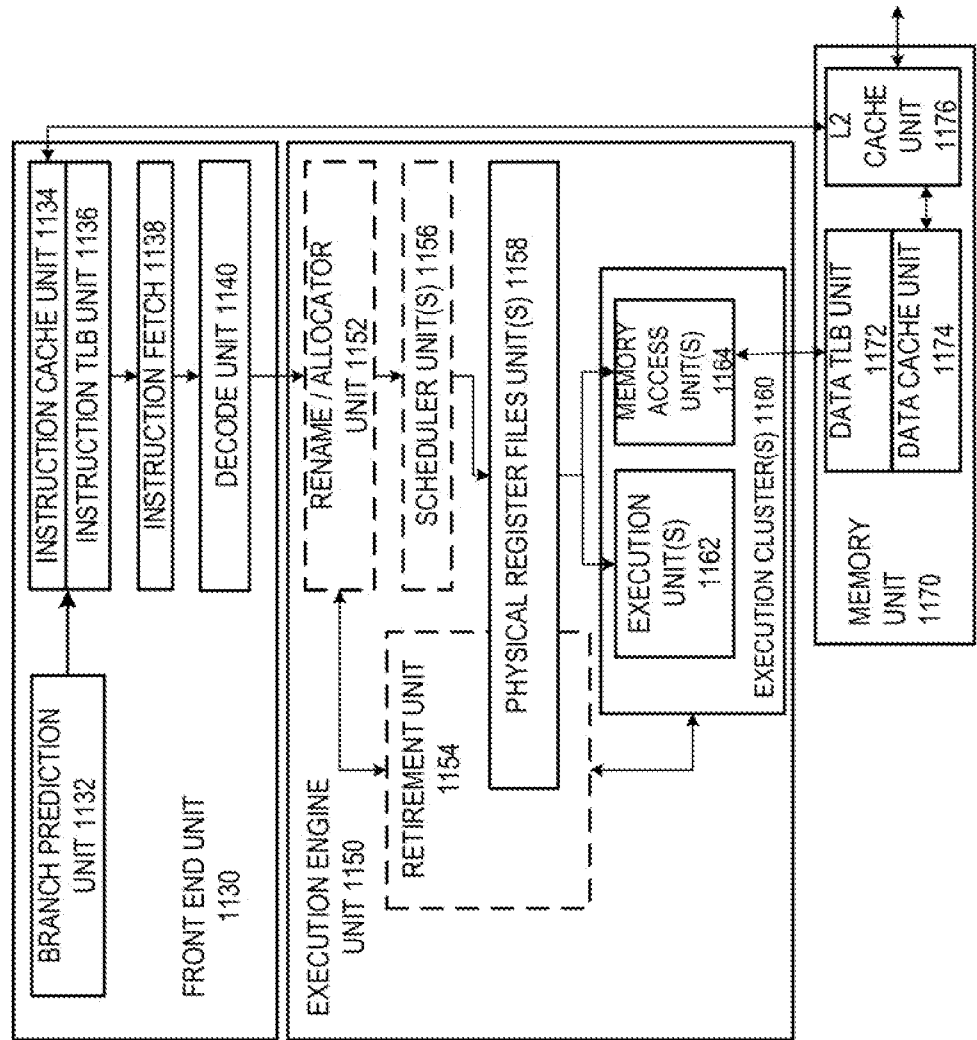 BRANCH PREDICTION
UNIT 1132
INSTRUCTION CACHE UNIT 1134
INSTRUCTION TLB UNIT 1136
INSTRUCTION FETCH 1138
FRONT END UNIT
1130
DECODE UNIT 1140
EXECUTION ENGINE
UNIT 1150
RENAME / ALLOCATOR
UNIT 1152
RETIREMENT UNIT
1154
SCHEDULER UNIT(S) 1156
PHYSICAL REGISTER FILES UNIT(S) 1158
EXECUTION
UNIT(S)
1162
MEMORY
ACCESS
UNIT(S)
1164
EXECUTION CLUSTER(S) 1160
MEMORY
UNIT
1170
DATA TLB UNIT
1172
DATA CACHE UNIT
1174
L2
CACHE
UNIT
1176